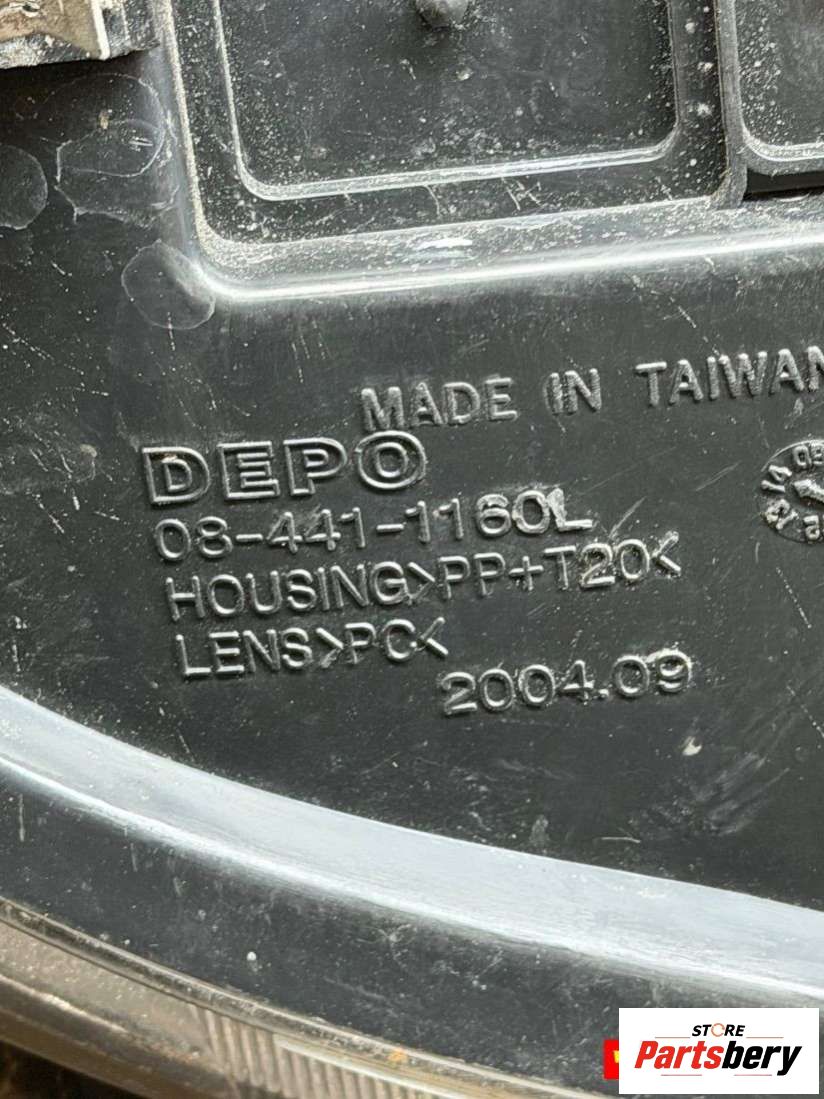 MADE IN TAIWAN
DEPO
08-441-1160L
HOUSING>PP+T20<
LENS>PC<
2004.09
STORE
Partsbery